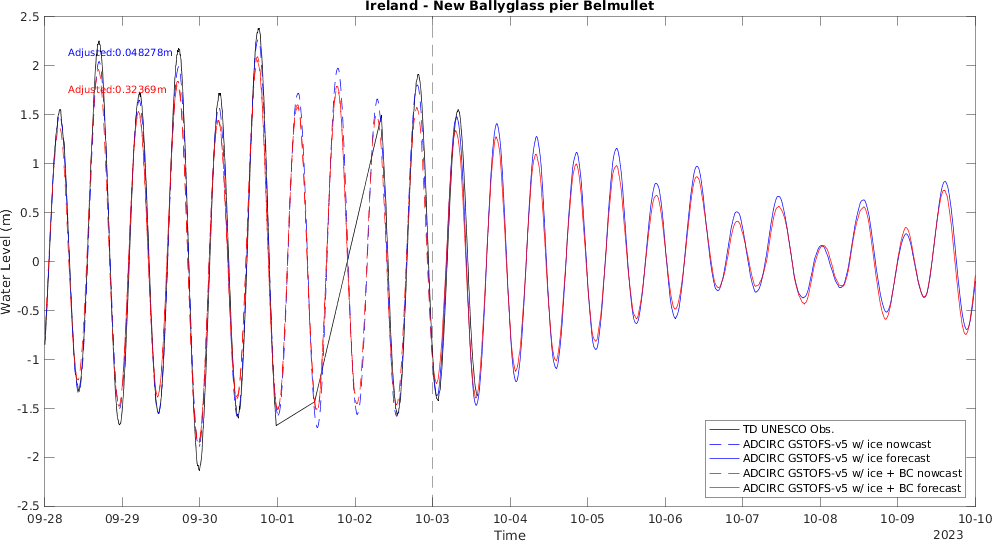 Ireland - New Ballyglass pier Belmullet
Adjusted:0.048278m
Adjusted:0.32369m
Water Level (m)
2.5
2
1.5
1
0.5
0
-0.5
-1
-1.5
-2
-2.5
TD UNESCO Obs.
ADCIRC GSTOFS-v5 w/ ice nowcast
ADCIRC GSTOFS-v5 w/ ice forecast
ADCIRC GSTOFS-v5 w/ ice + BC nowcast
ADCIRC GSTOFS-v5 w/ ice + BC forecast
09-28 09-29 09-30 10-01 10-02 10-03 10-04 10-05 10-06 10-07 10-08 10-09 10-10
Time
2023